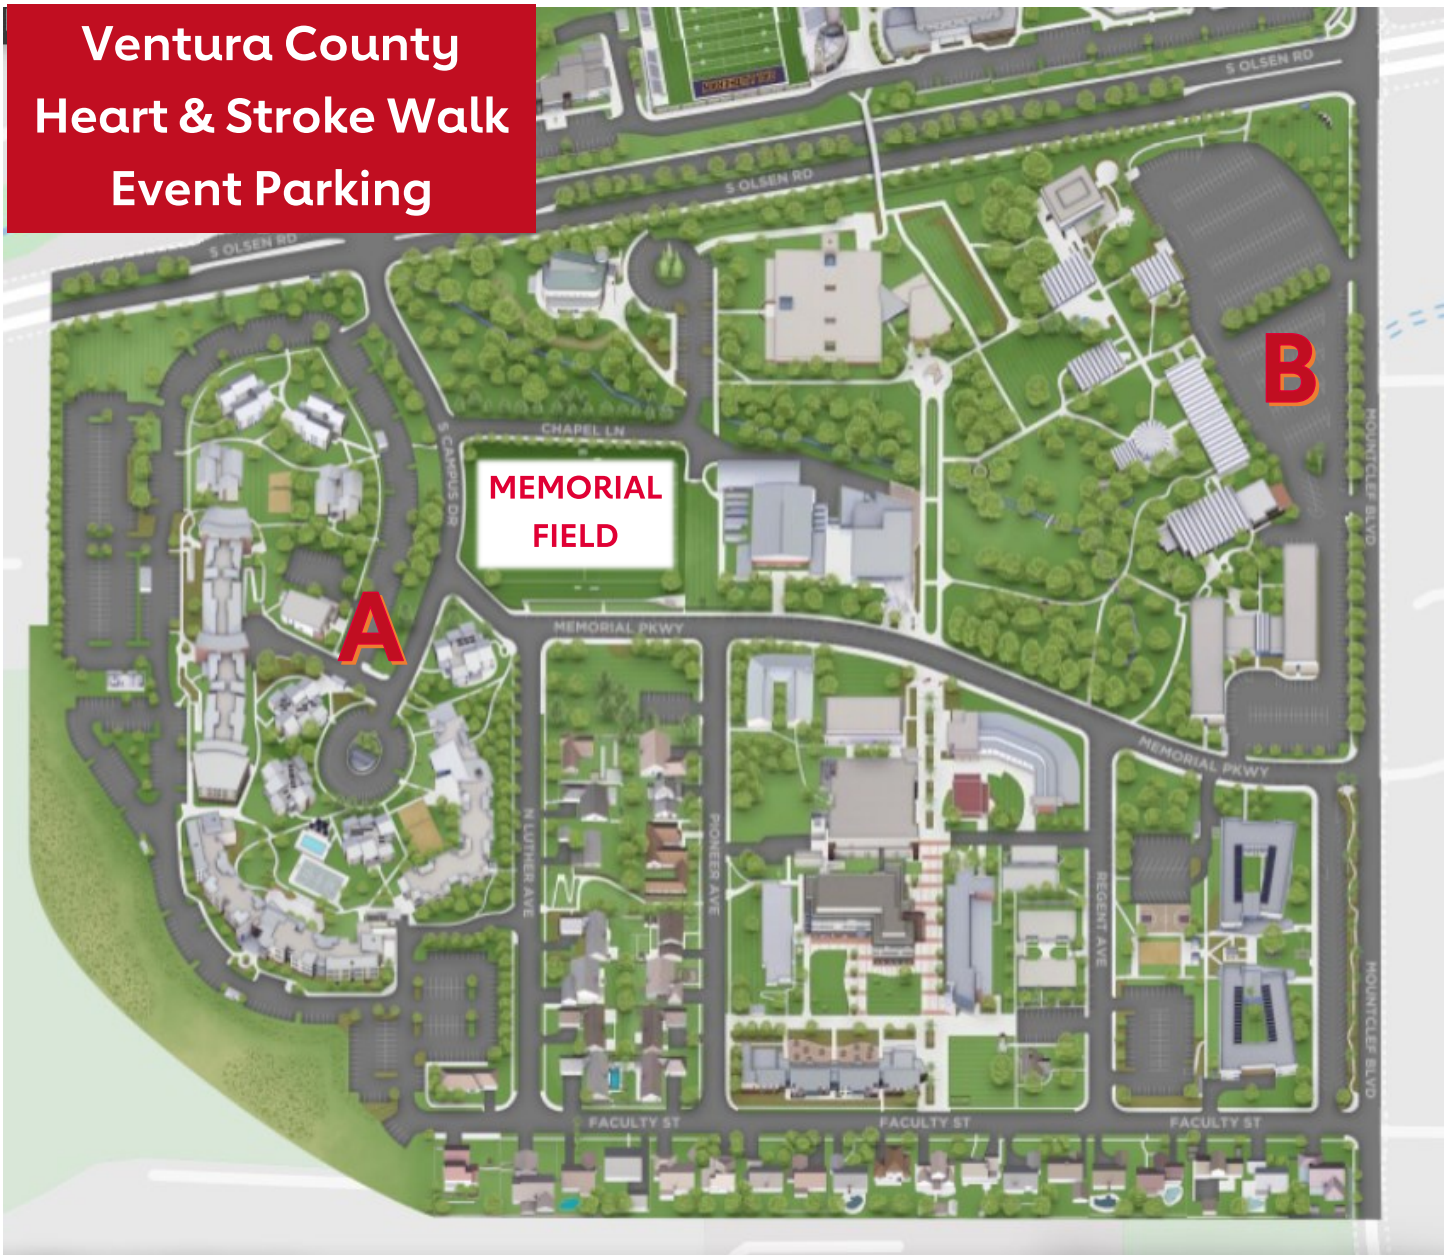 Ventura County
Heart & Stroke Walk
Event Parking
S OLSEN RD
S OLSEN RD
S OLSEN RD
B
CHAPEL LN
S CAMPUS DR
MOUNTCLEF BLVD
MEMORIAL
FIELD
A
MEMORIAL PKWY
MEMORIAL PKWY
N LUTHER AVE
PIONEER AVE
REGENT AVE
MOUNTCLEF BLVD
FACULTY ST
FACULTY ST
FACULTY ST